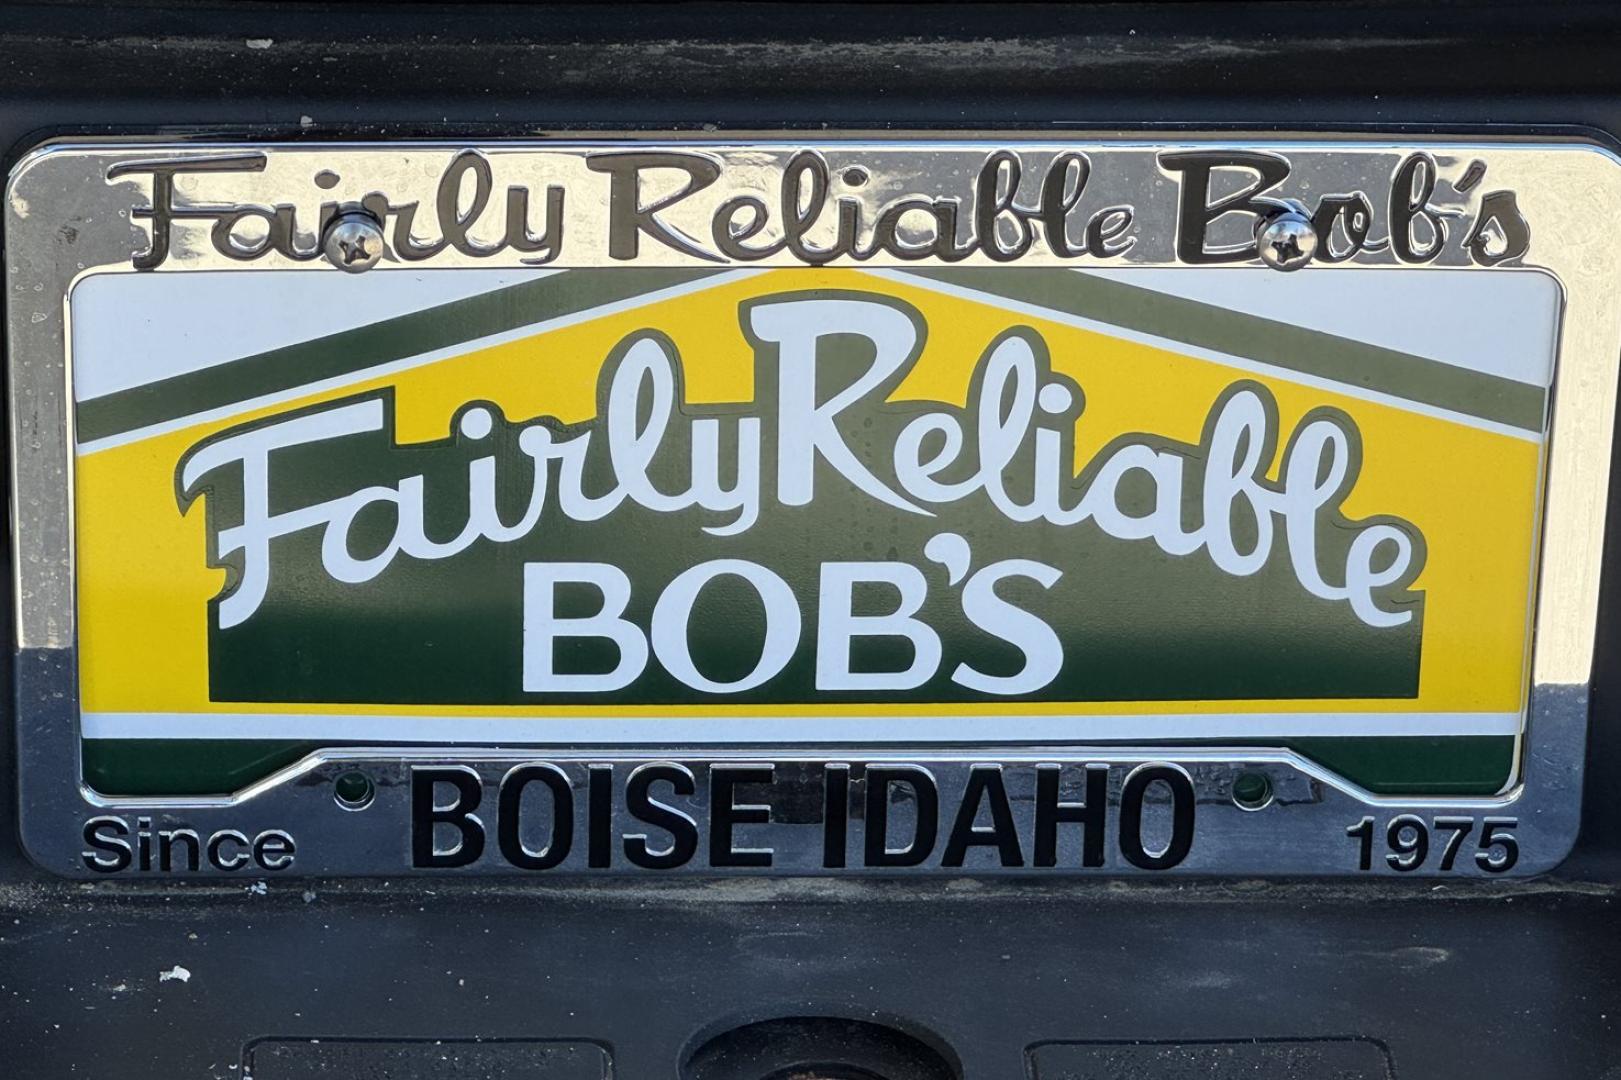 Fairly Reliable Bob's
Fairly Reliable
BOB'S
BOISE IDAHO
Since 1975